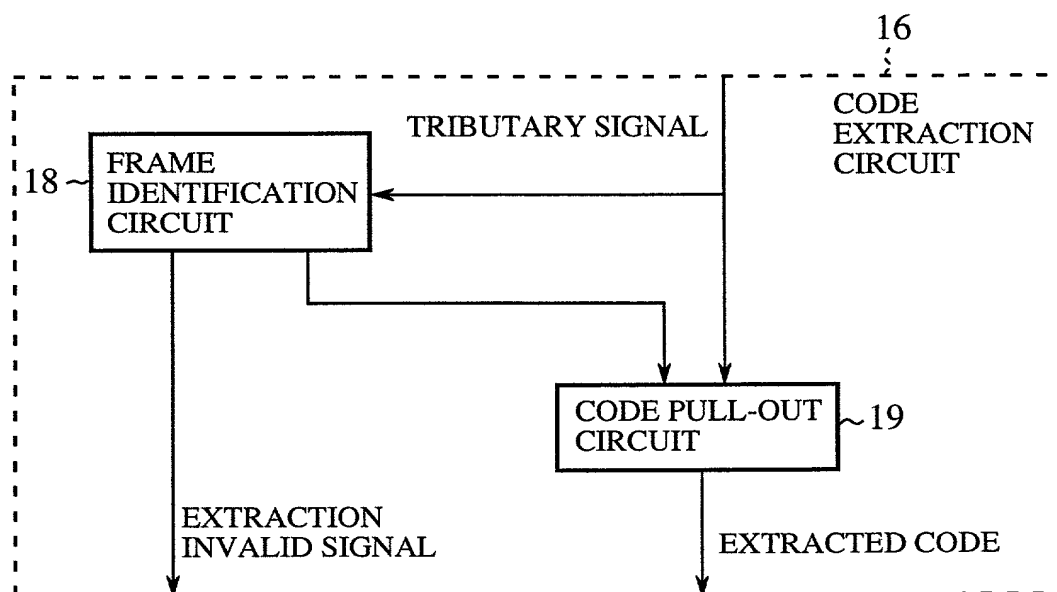 16
CODE
EXTRACTION
CIRCUIT
TRIBUTARY SIGNAL
18
FRAME
IDENTIFICATION
CIRCUIT
CODE PULL-OUT
CIRCUIT
19
EXTRACTION
INVALID SIGNAL
EXTRACTED CODE